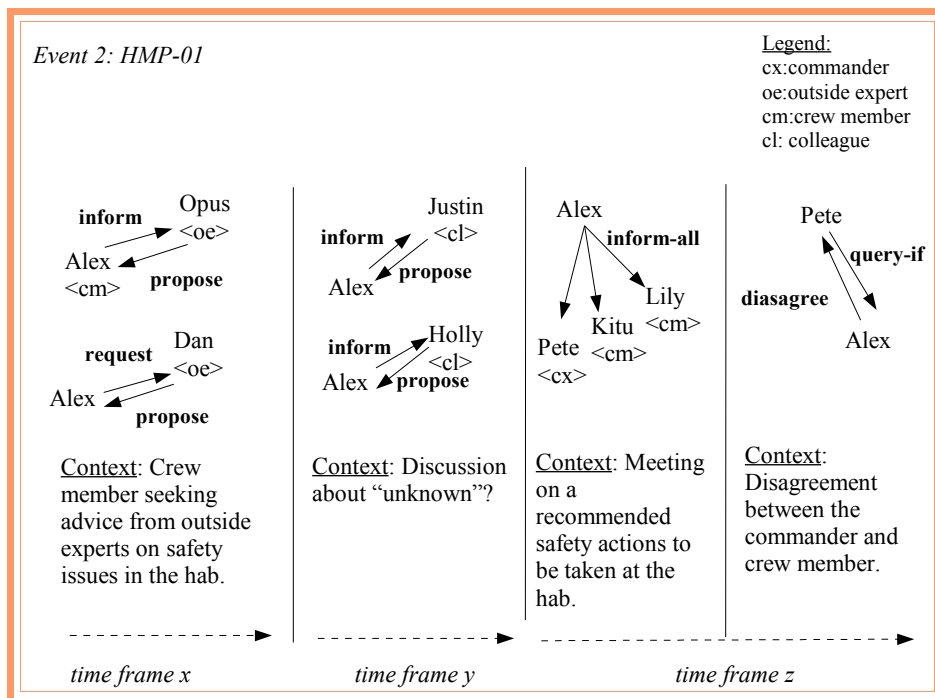 Event 2: HMP-01
Legend:
cx:commander
oe:outside expert
cm:crew member
cl: colleague
Opus
<oe>
inform
Alex
<cm>
propose
Dan
<oe>
request
Alex
propose
Context: Crew
member seeking
advice from outside
experts on safety
issues in the hab.
Justin
<cl>
inform
propose
Alex
Holly
<cl>
inform
Alex
propose
Context: Discussion
about “unknown”?
Alex
inform-all
Lily
<cm>
Kitu
<cm>
Pete
<cx>
Context: Meeting
on a
recommended
safety actions to
be taken at the
hab.
Pete
query-if
diasagree
Alex
Context:
Disagreement
between the
commander and
crew member.
time frame x
time frame y
time frame z